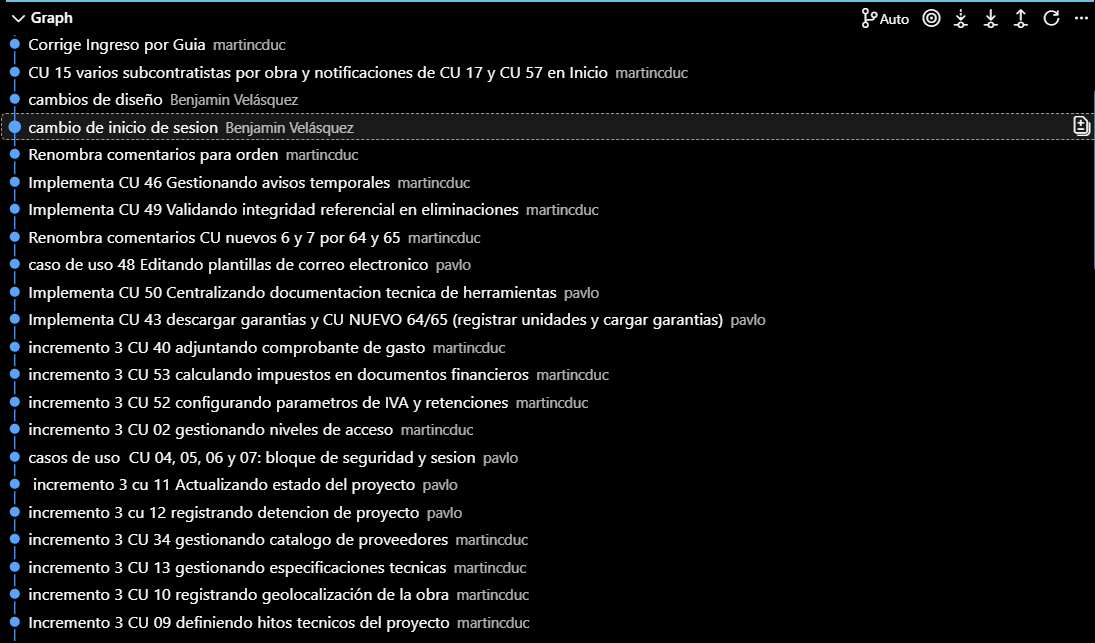 Graph
Auto
Corrige Ingreso por Guia martincduc
CU 15 varios subcontratistas por obra y notificaciones de CU 17 y CU 57 en Inicio martincduc
cambios de diseño Benjamin Velásquez
cambio de inicio de sesion Benjamin Velásquez
Renombra comentarios para orden martincduc
Implementa CU 46 Gestionando avisos temporales martincduc
Implementa CU 49 Validando integridad referencial en eliminaciones martincduc
Renombra comentarios CU nuevos 6 y 7 por 64 y 65 martincduc
caso de uso 48 Editando plantillas de correo electronico pavlo
Implementa CU 50 Centralizando documentacion tecnica de herramientas pavlo
Implementa CU 43 descargar garantias y CU NUEVO 64/65 (registrar unidades y cargar garantias) pavlo
incremento 3 CU 40 adjuntando comprobante de gasto martincduc
incremento 3 CU 53 calculando impuestos en documentos financieros martincduc
incremento 3 CU 52 configurando parametros de IVA y retenciones martincduc
incremento 3 CU 02 gestionando niveles de acceso martincduc
casos de uso  CU 04, 05, 06 y 07: bloque de seguridad y sesion pavlo
incremento 3 cu 11 Actualizando estado del proyecto pavlo
incremento 3 cu 12 registrando detencion de proyecto pavlo
incremento 3 CU 34 gestionando catalogo de proveedores martincduc
incremento 3 CU 13 gestionando especificaciones tecnicas martincduc
incremento 3 CU 10 registrando geolocalización de la obra martincduc
Incremento 3 CU 09 definiendo hitos tecnicos del proyecto martincduc